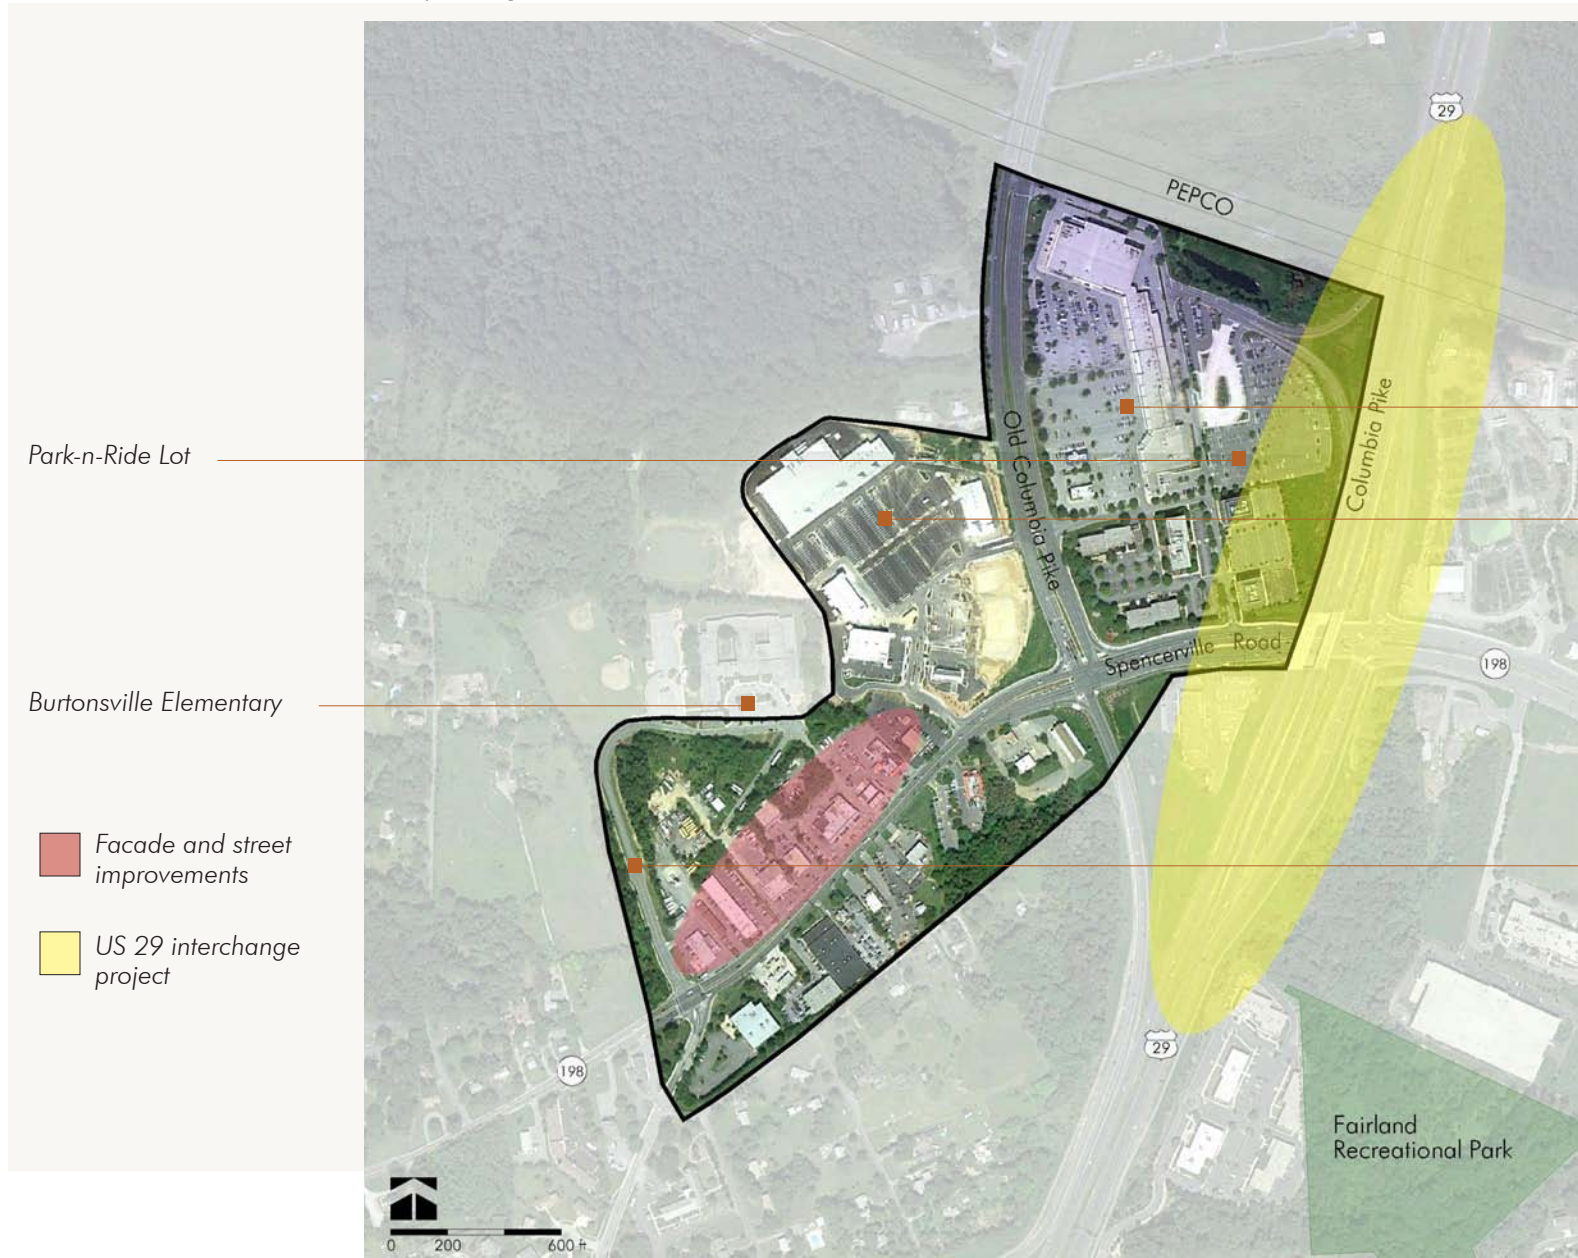 29
PEPCO
Old Columbia Pike
Columbia Pike
Park-n-Ride Lot
Spencerville Road
198
Burtonsville Elementary
Facade and street
improvements
US 29 interchange
project
29
198
Fairland
Recreational Park
0 200 600 ft